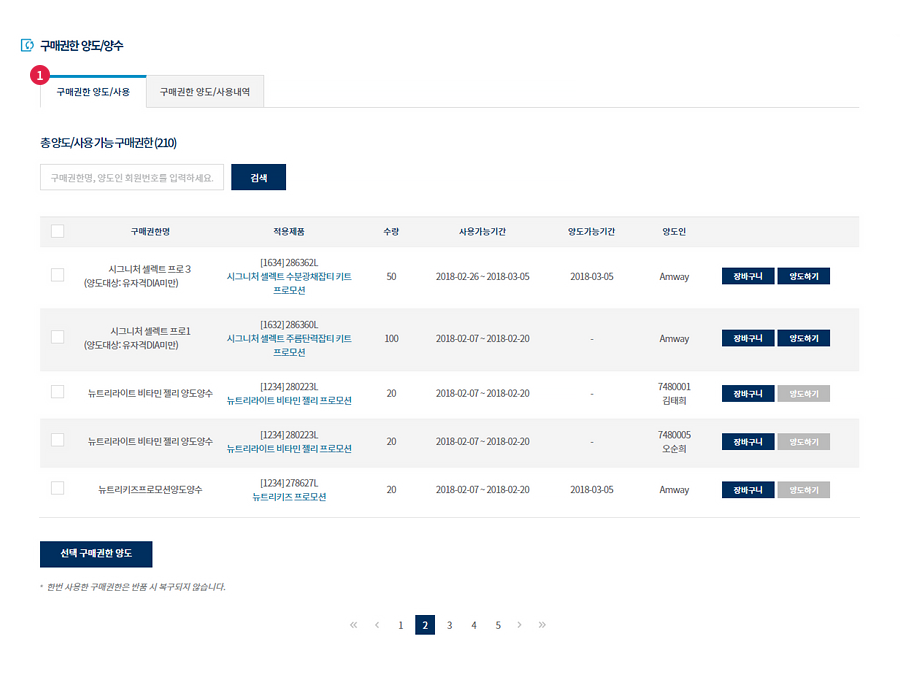 구매권한 양도/양수
1
구매권한 양도/사용
구매권한 양도/사용내역
총 양도/사용 가능 구매권한 (210)
구매권한명, 양도인 회원번호를 입력하세요.
검색
구매권한명 적용제품 수량 사용가능기간 양도가능기간 양도인
시그니처 셀렉트 프로 3
(양도대상: 유자격DIA미만)
[1634] 286362L
시그니처 셀렉트 수분광채잡티 키트
프로모션
50
2018-02-26 ~ 2018-03-05
2018-03-05
Amway
장바구니
양도하기
시그니처 셀렉트 프로1
(양도대상: 유자격DIA미만)
[1632] 286360L
시그니처 셀렉트 주름탄력잡티 키트
프로모션
100
2018-02-07 ~ 2018-02-20
-
Amway
장바구니
양도하기
뉴트리라이트 비타민 젤리 양도양수
[1234] 280223L
뉴트리라이트 비타민 젤리 프로모션
20
2018-02-07 ~ 2018-02-20
-
7480001
김태희
장바구니
양도하기
뉴트리라이트 비타민 젤리 양도양수
[1234] 280223L
뉴트리라이트 비타민 젤리 프로모션
20
2018-02-07 ~ 2018-02-20
-
7480005
오순희
장바구니
양도하기
뉴트리키즈프로모션양도양수
[1234] 278627L
뉴트리키즈 프로모션
20
2018-02-07 ~ 2018-02-20
2018-03-05
Amway
장바구니
양도하기
선택 구매권한 양도
* 한번 사용한 구매권한은 반품 시 복구되지 않습니다.
« ‹ 1 2 3 4 5 › »